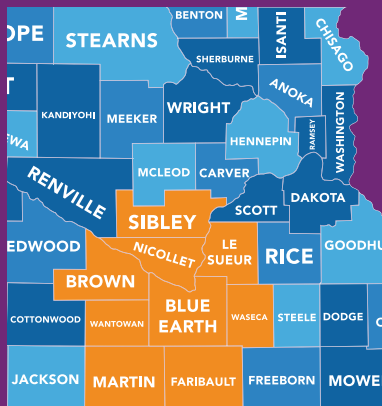 BENTON
M
ISANTI
CHISAGO
OPE
STEARNS
SHERBURNE
ANOKA
T
KANDIYOHI
MEEKER
WRIGHT
HENNEPIN
RAMSEY
WASHINGTON
EWA
RENVILLE
MCLEOD
CARVER
SCOTT
DAKOTA
SIBLEY
NICOLLET
LE
SUEUR
RICE
GOODHU
EDWOOD
BROWN
BLUE
EARTH
COTTONWOOD
WANTOWAN
WASECA
STEELE
DODGE
JACKSON
MARTIN
FARIBAULT
FREEBORN
MOWE